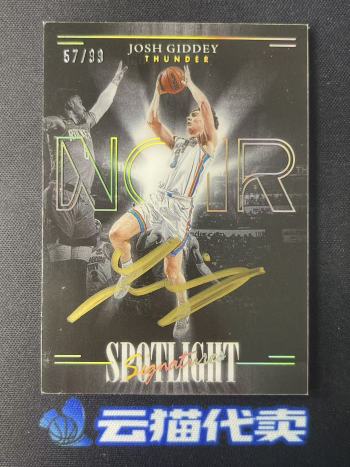 JOSH GIDDEY
THUNDER
57/99
NOIR
SPOTLIGHT
Signatures
云猫代卖